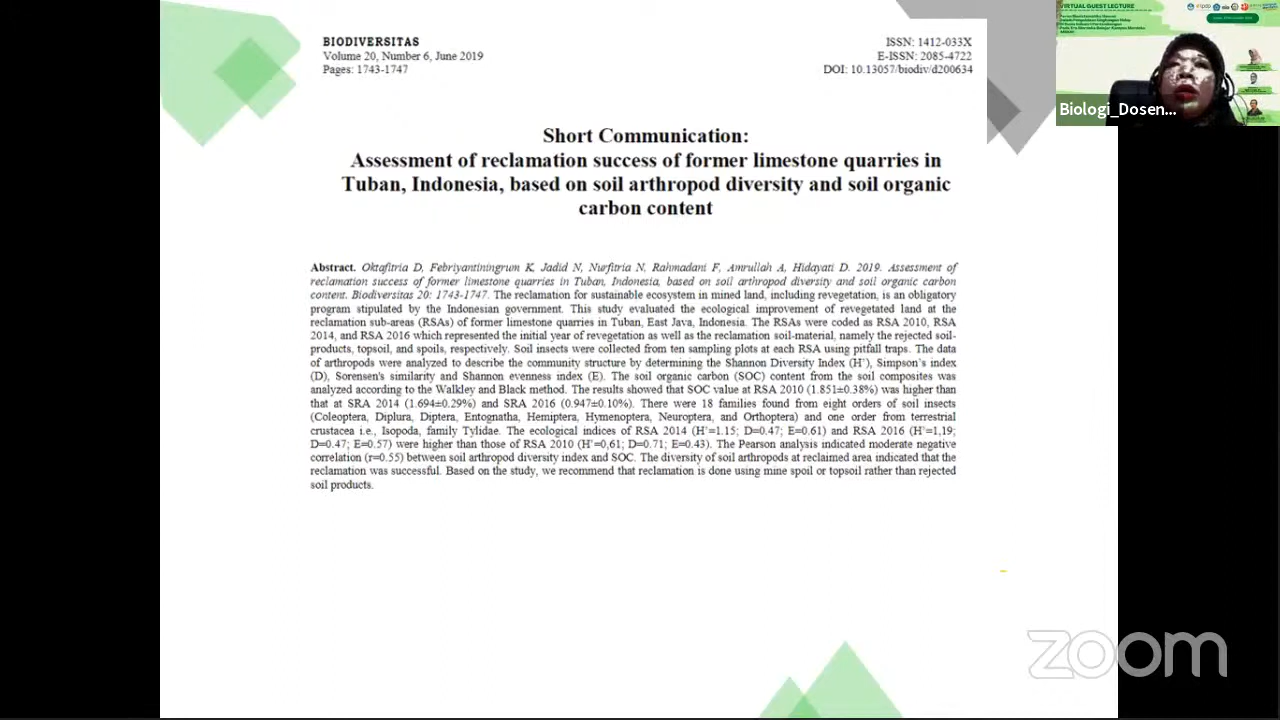 BIODIVERSITAS
Volume 20, Number 6, June 2019
Pages: 1743-1747
ISSN: 1412-033X
E-ISSN: 2085-4722
DOI: 10.13057/biodiv/d200634
Short Communication:
Assessment of reclamation success of former limestone quarries in
Tuban, Indonesia, based on soil arthropod diversity and soil organic
carbon content
Abstract. Oktafitria D, Febriyantiningrum K, Jadid N, Nurfitria N, Rahmadani F, Amrullah A, Hidayati D. 2019. Assessment of
reclamation success of former limestone quarries in Tuban, Indonesia, based on soil arthropod diversity and soil organic carbon
content. Biodiversitas 20: 1743-1747. The reclamation for sustainable ecosystem in mined land, including revegetation, is an obligatory
program stipulated by the Indonesian government. This study evaluated the ecological improvement of revegetated land at the
reclamation sub-areas (RSAs) of former limestone quarries in Tuban, East Java, Indonesia. The RSAs were coded as RSA 2010, RSA
2014, and RSA 2016 which represented the initial year of revegetation as well as the reclamation soil-material, namely the rejected soil-
products, topsoil, and spoils, respectively. Soil insects were collected from ten sampling plots at each RSA using pitfall traps. The data
of arthropods were analyzed to describe the community structure by determining the Shannon Diversity Index (H'), Simpson's index
(D), Sorensen's similarity and Shannon evenness index (E). The soil organic carbon (SOC) content from the soil composites was
analyzed according to the Walkley and Black method. The results showed that SOC value at RSA 2010 (1.851±0.38%) was higher than
that at SRA 2014 (1.694±0.29%) and SRA 2016 (0.947±0.10%). There were 18 families found from eight orders of soil insects
(Coleoptera, Diplura, Diptera, Entognatha, Hemiptera, Hymenoptera, Neuroptera, and Orthoptera) and one order from terrestrial
crustacea i.e., Isopoda, family Tylidae. The ecological indices of RSA 2014 (H'=1.15; D=0.47; E=0.61) and RSA 2016 (H'=1,19;
D=0.47; E=0.57) were higher than those of RSA 2010 (H'=0,61; D=0.71; E=0.43). The Pearson analysis indicated moderate negative
correlation (r=0.55) between soil arthropod diversity index and SOC. The diversity of soil arthropods at reclaimed area indicated that the
reclamation was successful. Based on the study, we recommend that reclamation is done using mine spoil or topsoil rather than rejected
soil products.
VIRTUAL GUEST LECTURE
Biologi_Dosen...
zoom